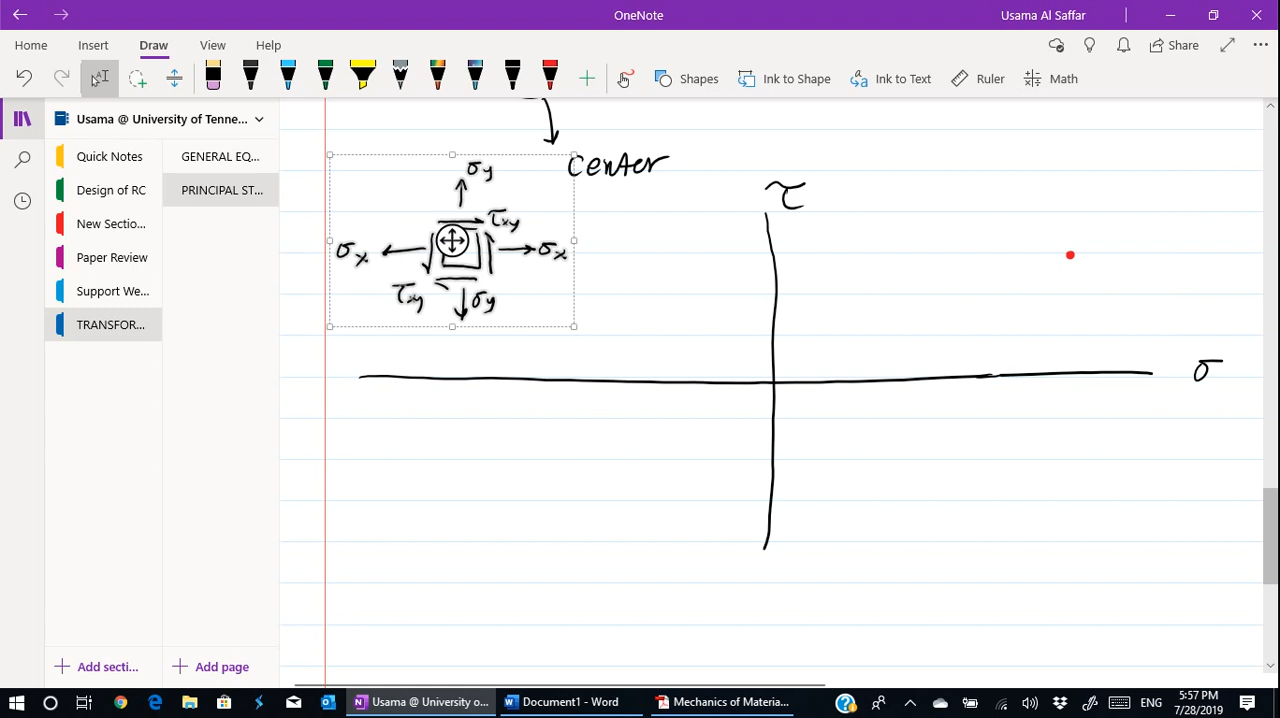 OneNote
Usama Al Saffar
Home Insert Draw View Help
Share
Shapes Ink to Shape Ink to Text Ruler Math
Usama @ University of Tenne...
Quick Notes
Design of RC
New Sectio...
Paper Review
Support We...
TRANSFOR...
GENERAL EQ...
PRINCIPAL ST...
Add secti...
Add page
center
σy
τxy
σx σx
τxy σy
τ
σ
Usama @ University o...
Document1 - Word
Mechanics of Materia...
ENG
5:57 PM
7/28/2019